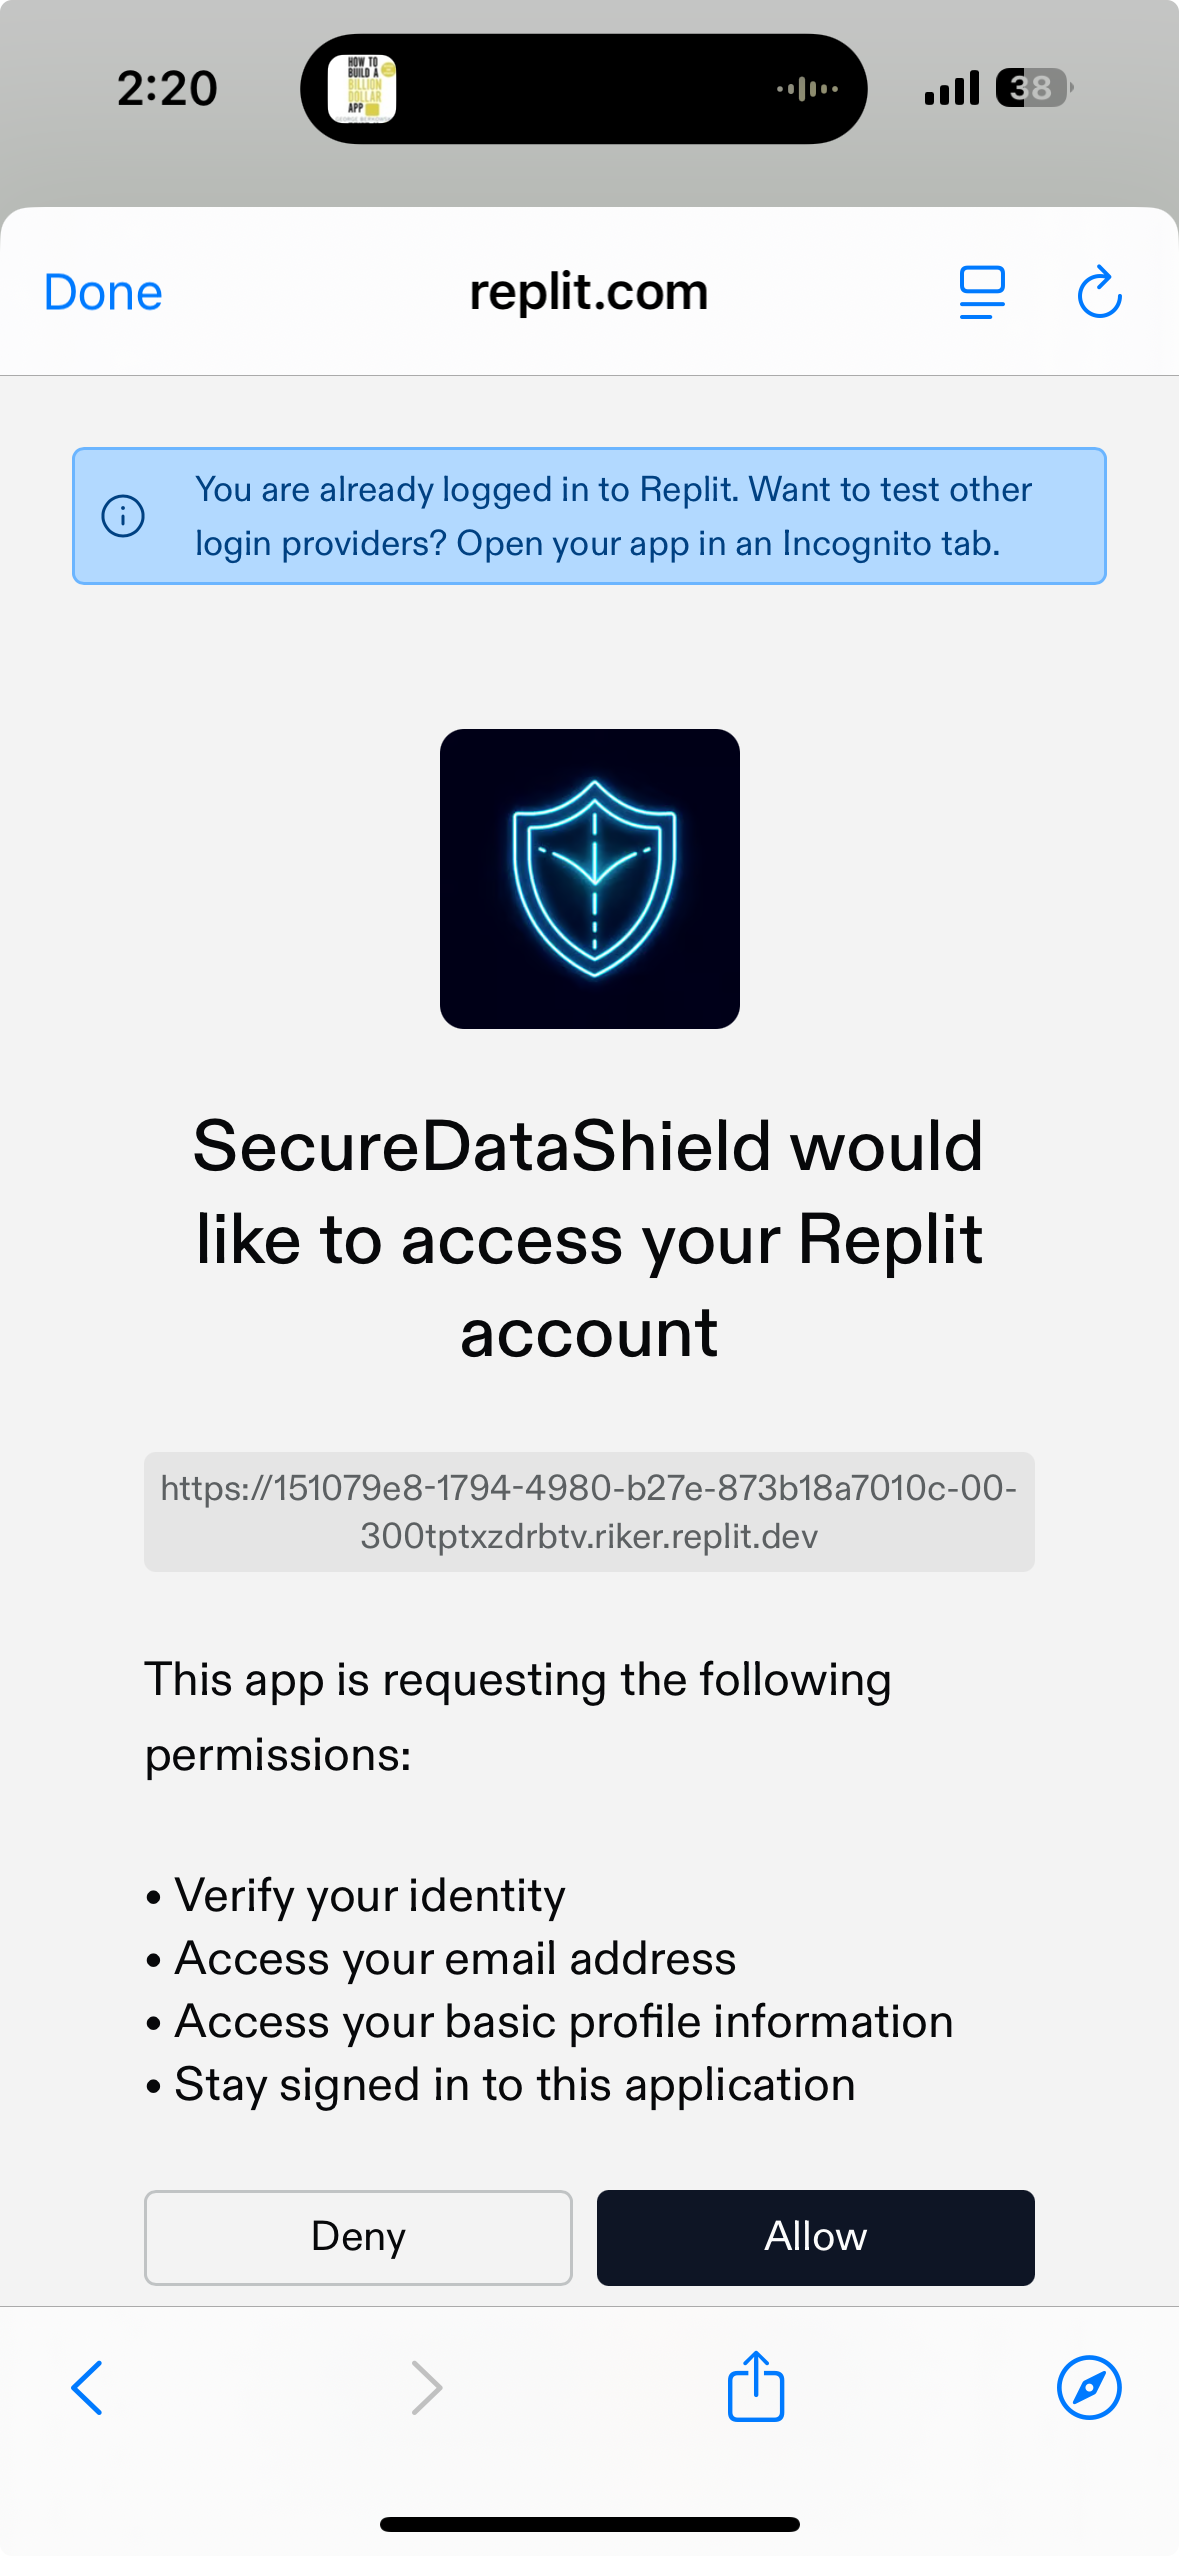 2:20
HOW TO
BUILD A
BILLION
DOLLAR
APP
38
Done
replit.com
You are already logged in to Replit. Want to test other
login providers? Open your app in an Incognito tab.
SecureDataShield would
like to access your Replit
account
https://151079e8-1794-4980-b27e-873b18a7010c-00-
300tptxzdrbtv.riker.replit.dev
This app is requesting the following
permissions:
• Verify your identity
• Access your email address
• Access your basic profile information
• Stay signed in to this application
Deny
Allow